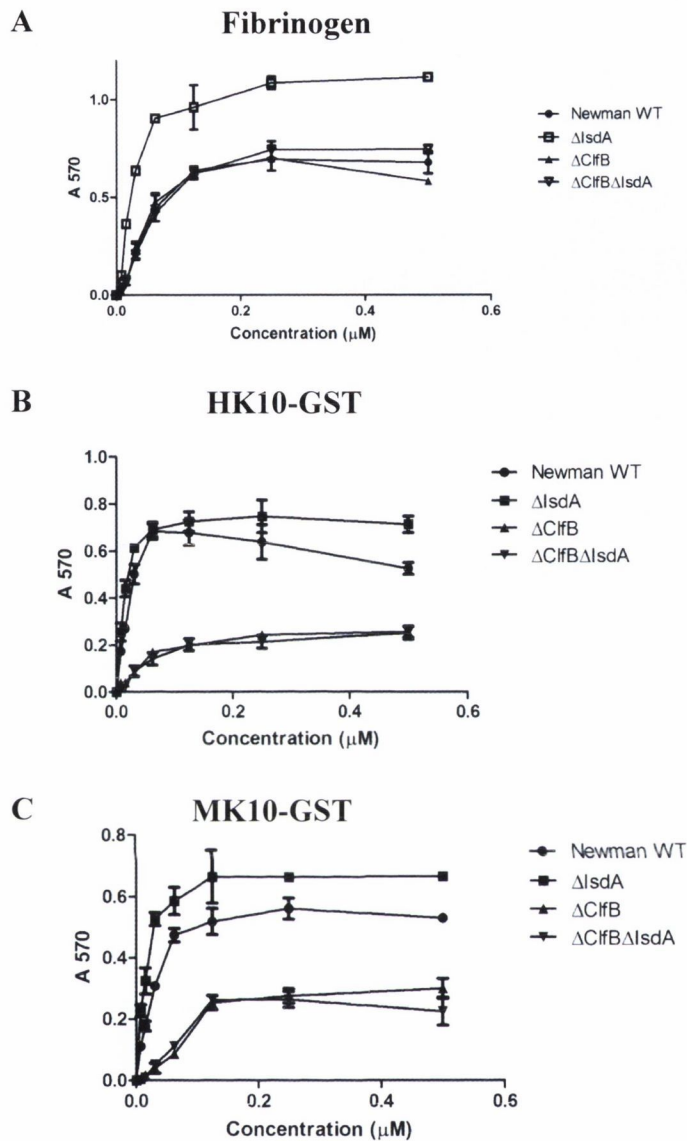 A
Fibrinogen
1.0
0.5
0.0
A 570
0.0
0.2
0.4
0.6
Concentration (μM)
Newman WT
ΔIsdA
ΔClfB
ΔClfBΔIsdA
B
HK10-GST
1.0
0.8
0.6
0.4
0.2
0.0
A 570
0.0
0.2
0.4
0.6
Concentration (μM)
Newman WT
ΔIsdA
ΔClfB
ΔClfBΔIsdA
C
MK10-GST
0.8
0.6
0.4
0.2
0.0
A 570
0.0
0.2
0.4
0.6
Concentration (μM)
Newman WT
ΔIsdA
ΔClfB
ΔClfBΔIsdA